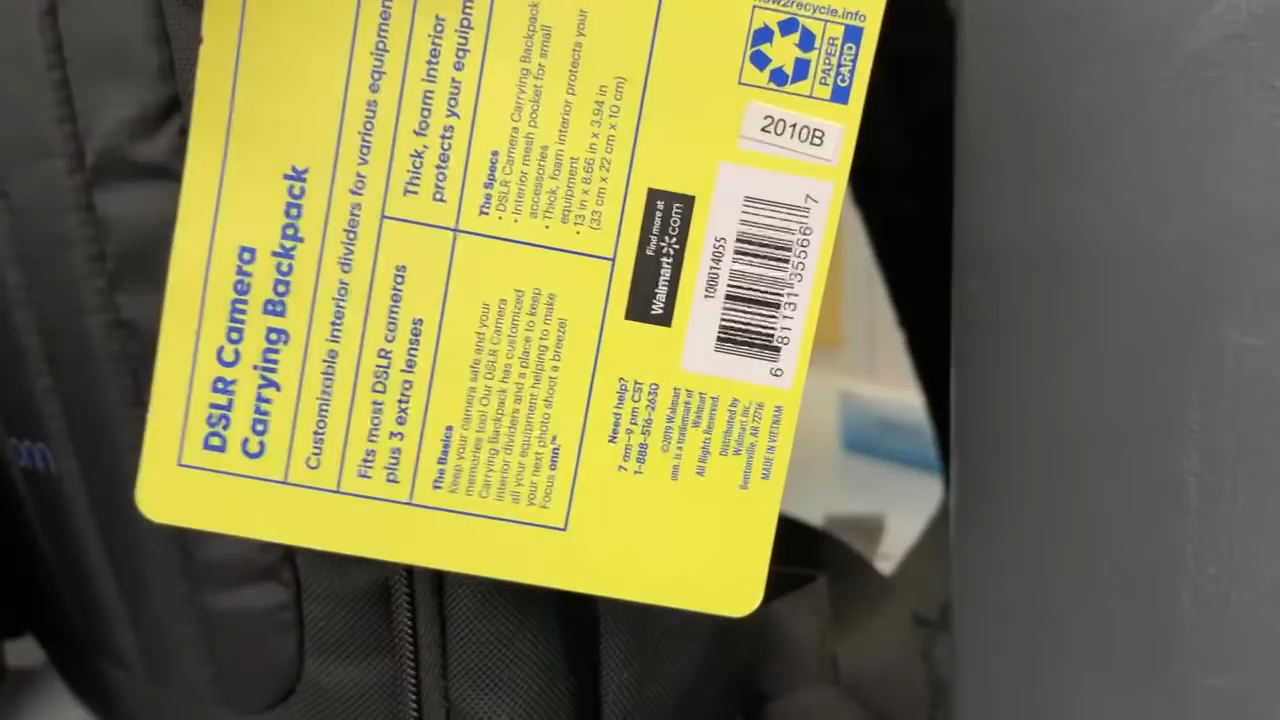 DSLR Camera
Carrying Backpack
Customizable interior dividers for various
Fits most DSLR cameras
plus 3 extra lenses
Thick, foam interior
protects your
The Basics
Keep your camera safe and your
memories too! Our DSLR Camera
Carrying Backpack has customized
interior dividers and a place to keep
all your equipment helping to make
your next photo shoot a breeze!
Focus onn.™
The Specs
• DSLR Camera Carrying Backpack
• Interior mesh pocket for small
accessories
• Thick, foam interior protects your
equipment
• 13 in x 8.66 in x 3.94 in
(33 cm x 22 cm x 10 cm)
Need help?
7 am–9 pm CST
1-888-516-2630
©2019 Walmart
onn. is a trademark of
Walmart
All Rights Reserved.
Distributed by
Walmart Inc.,
Bentonville, AR 72716
MADE IN VIETNAM
Find more at
Walmart.com
100014055
6 81131 35566 7
2010B
how2recycle.info
PAPER
CARD